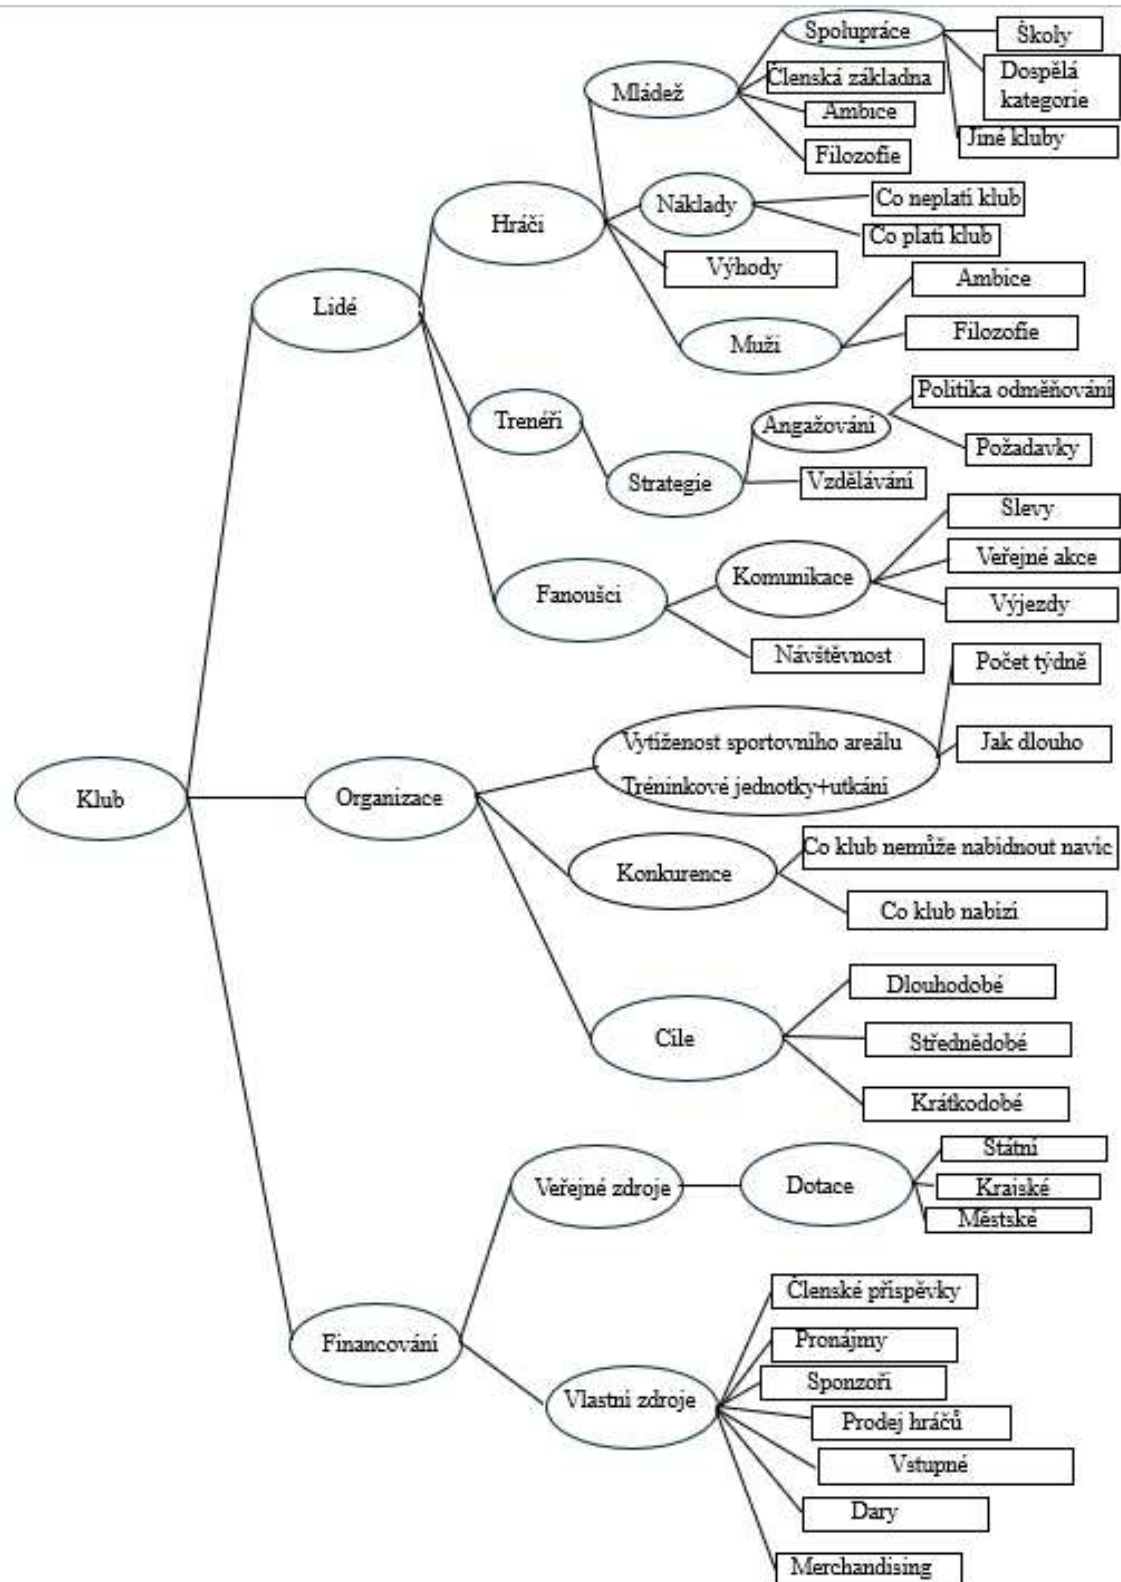 Spolupráce
Školy
Dospělá
kategorie
Jiné kluby
Mládež
Členská základna
Ambice
Filozofie
Hráči
Náklady
Co neplatí klub
Co platí klub
Výhody
Muži
Ambice
Filozofie
Lidé
Trenéři
Strategie
Angažování
Politika odměňování
Požadavky
Vzdělávání
Fanoušci
Komunikace
Slevy
Veřejné akce
Výjezdy
Návštěvnost
Klub
Organizace
Vytíženost sportovního areálu
Tréninkové jednotky+utkání
Počet týdně
Jak dlouho
Konkurence
Co klub nemůže nabídnout navíc
Co klub nabízí
Cíle
Dlouhodobé
Střednědobé
Krátkodobé
Financování
Veřejné zdroje
Dotace
Státní
Krajské
Městské
Vlastní zdroje
Členské příspěvky
Pronájmy
Sponzoři
Prodej hráčů
Vstupné
Dary
Merchandising